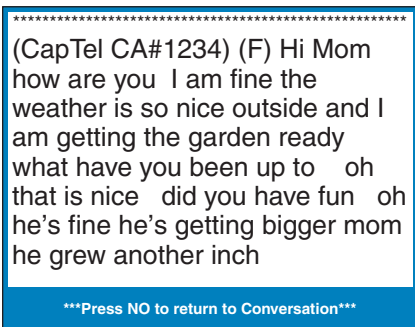 ********************************************************
(CapTel CA#1234) (F) Hi Mom
how are you  I am fine the
weather is so nice outside and I
am getting the garden ready
what have you been up to    oh
that is nice   did you have fun   oh
he's fine he's getting bigger mom
he grew another inch
***Press NO to return to Conversation***